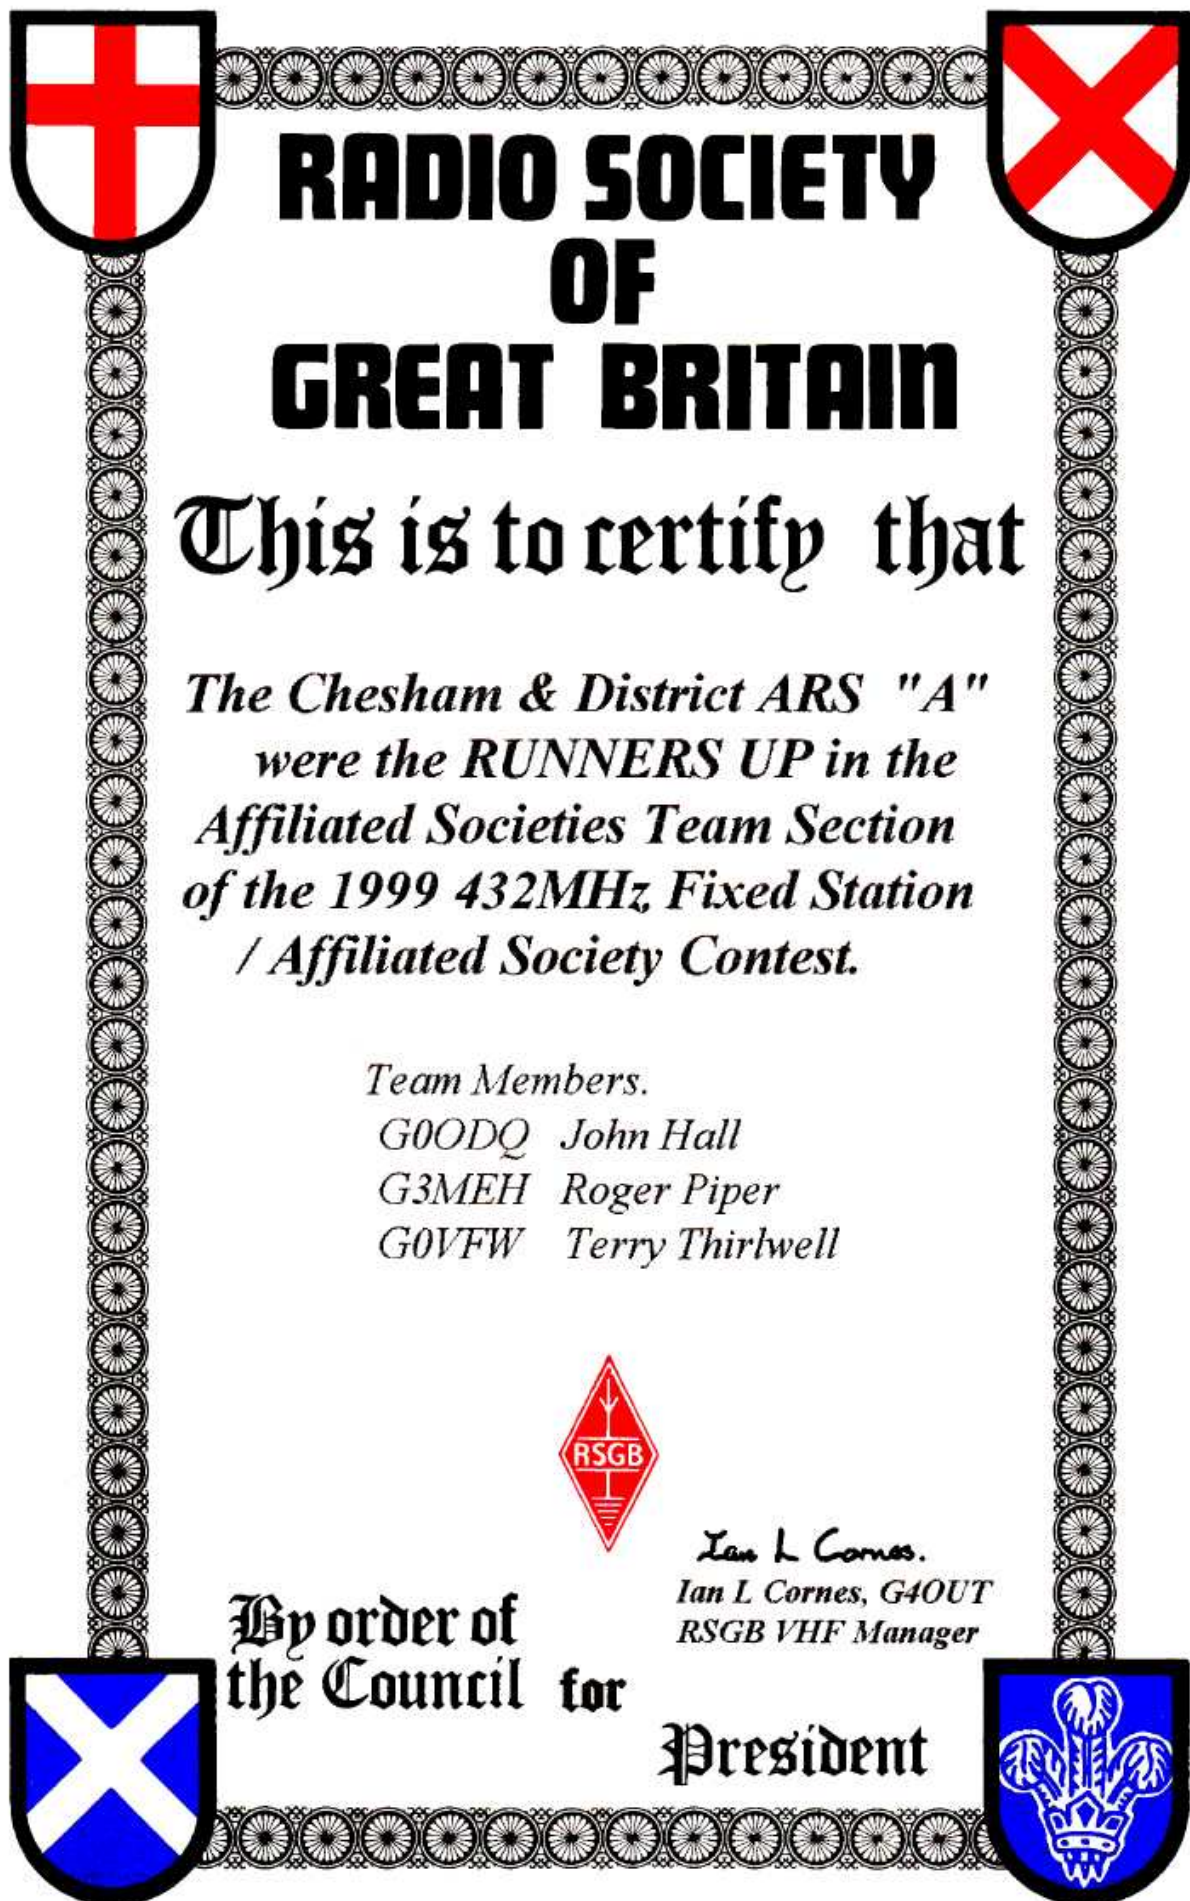 RADIO SOCIETY
OF
GREAT BRITAIN
This is to certify that
The Chesham & District ARS "A"
were the RUNNERS UP in the
Affiliated Societies Team Section
of the 1999 432MHz Fixed Station
/ Affiliated Society Contest.
Team Members.
G0ODQ John Hall
G3MEH Roger Piper
G0VFW Terry Thirlwell
RSGB
Ian L Cornes.
Ian L Cornes, G4OUT
RSGB VHF Manager
By order of
the Council for
President